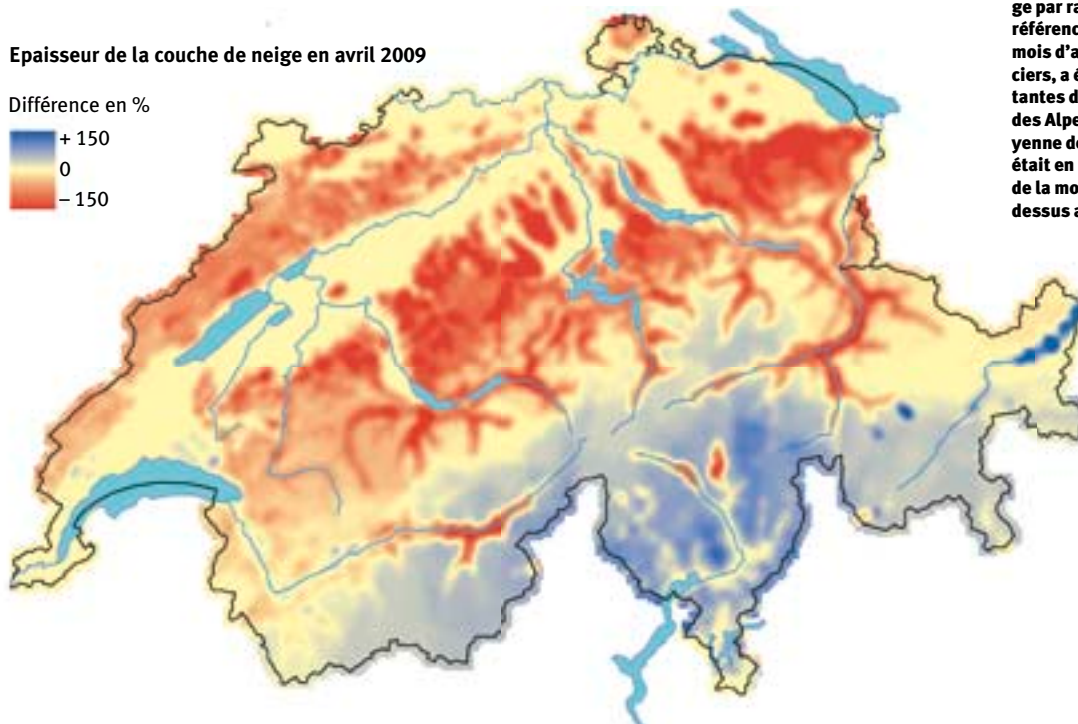 Epaisseur de la couche de neige en avril 2009
Différence en %
+ 150
0
– 150
ge par ra
référenc
mois d'a
ciers, a é
tantes d
des Alpe
yenne de
était en
de la mo
dessus a